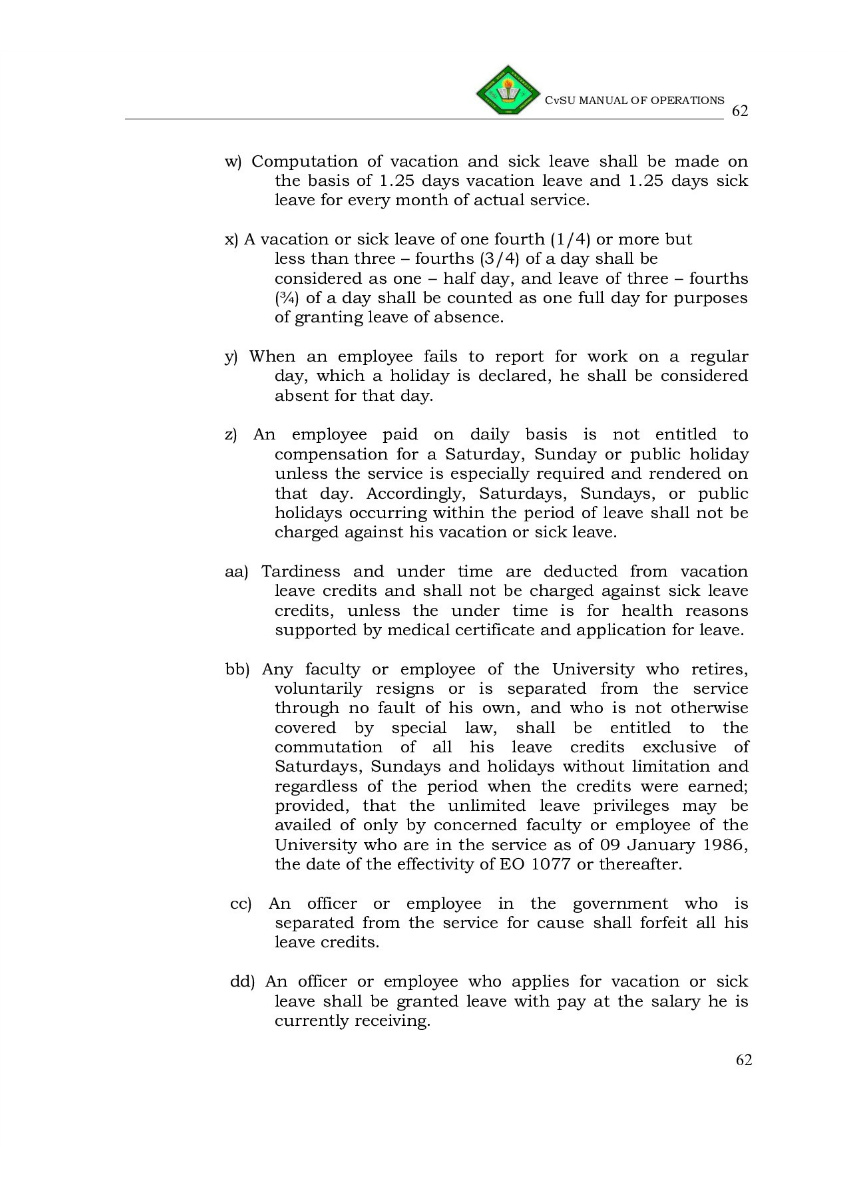 CvSU MANUAL OF OPERATIONS
62
w) Computation of vacation and sick leave shall be made on
the basis of 1.25 days vacation leave and 1.25 days sick
leave for every month of actual service.
x) A vacation or sick leave of one fourth (1/4) or more but
less than three – fourths (3/4) of a day shall be
considered as one – half day, and leave of three – fourths
(¾) of a day shall be counted as one full day for purposes
of granting leave of absence.
y) When an employee fails to report for work on a regular
day, which a holiday is declared, he shall be considered
absent for that day.
z) An employee paid on daily basis is not entitled to
compensation for a Saturday, Sunday or public holiday
unless the service is especially required and rendered on
that day. Accordingly, Saturdays, Sundays, or public
holidays occurring within the period of leave shall not be
charged against his vacation or sick leave.
aa) Tardiness and under time are deducted from vacation
leave credits and shall not be charged against sick leave
credits, unless the under time is for health reasons
supported by medical certificate and application for leave.
bb) Any faculty or employee of the University who retires,
voluntarily resigns or is separated from the service
through no fault of his own, and who is not otherwise
covered by special law, shall be entitled to the
commutation of all his leave credits exclusive of
Saturdays, Sundays and holidays without limitation and
regardless of the period when the credits were earned;
provided, that the unlimited leave privileges may be
availed of only by concerned faculty or employee of the
University who are in the service as of 09 January 1986,
the date of the effectivity of EO 1077 or thereafter.
cc) An officer or employee in the government who is
separated from the service for cause shall forfeit all his
leave credits.
dd) An officer or employee who applies for vacation or sick
leave shall be granted leave with pay at the salary he is
currently receiving.
62